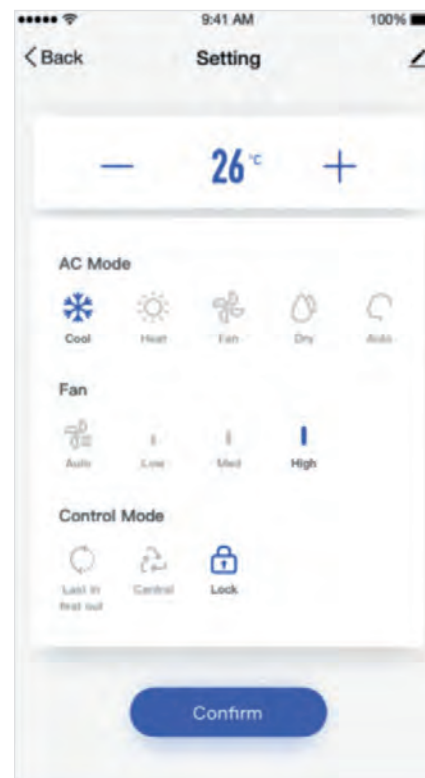 9:41 AM 100%
Back Setting
26 °C
AC Mode
Cool Heat Fan Dry Auto
Fan
Auto Low Med High
Control Mode
Last in Central Lock
first out
Confirm